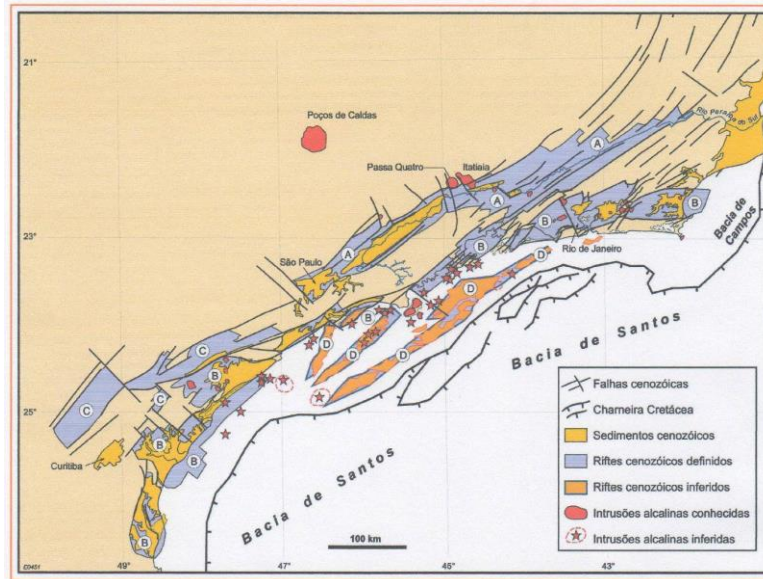 21°
Poços de Caldas
Rio Paraíba do Sul
Passa Quatro
Itatiaia
A
A
B
B
23°
Bacia de
Campos
São Paulo
A
B
Rio de Janeiro
D
D
B
D
D
D
C
B
C
C
25°
B
B
Curitiba
B
Bacia de Santos
Bacia de Santos
Falhas cenozóicas
Charneira Cretácea
Sedimentos cenozóicos
Riftes cenozóicos definidos
Riftes cenozóicos inferidos
Intrusões alcalinas conhecidas
Intrusões alcalinas inferidas
100 km
49°
47°
45°
43°